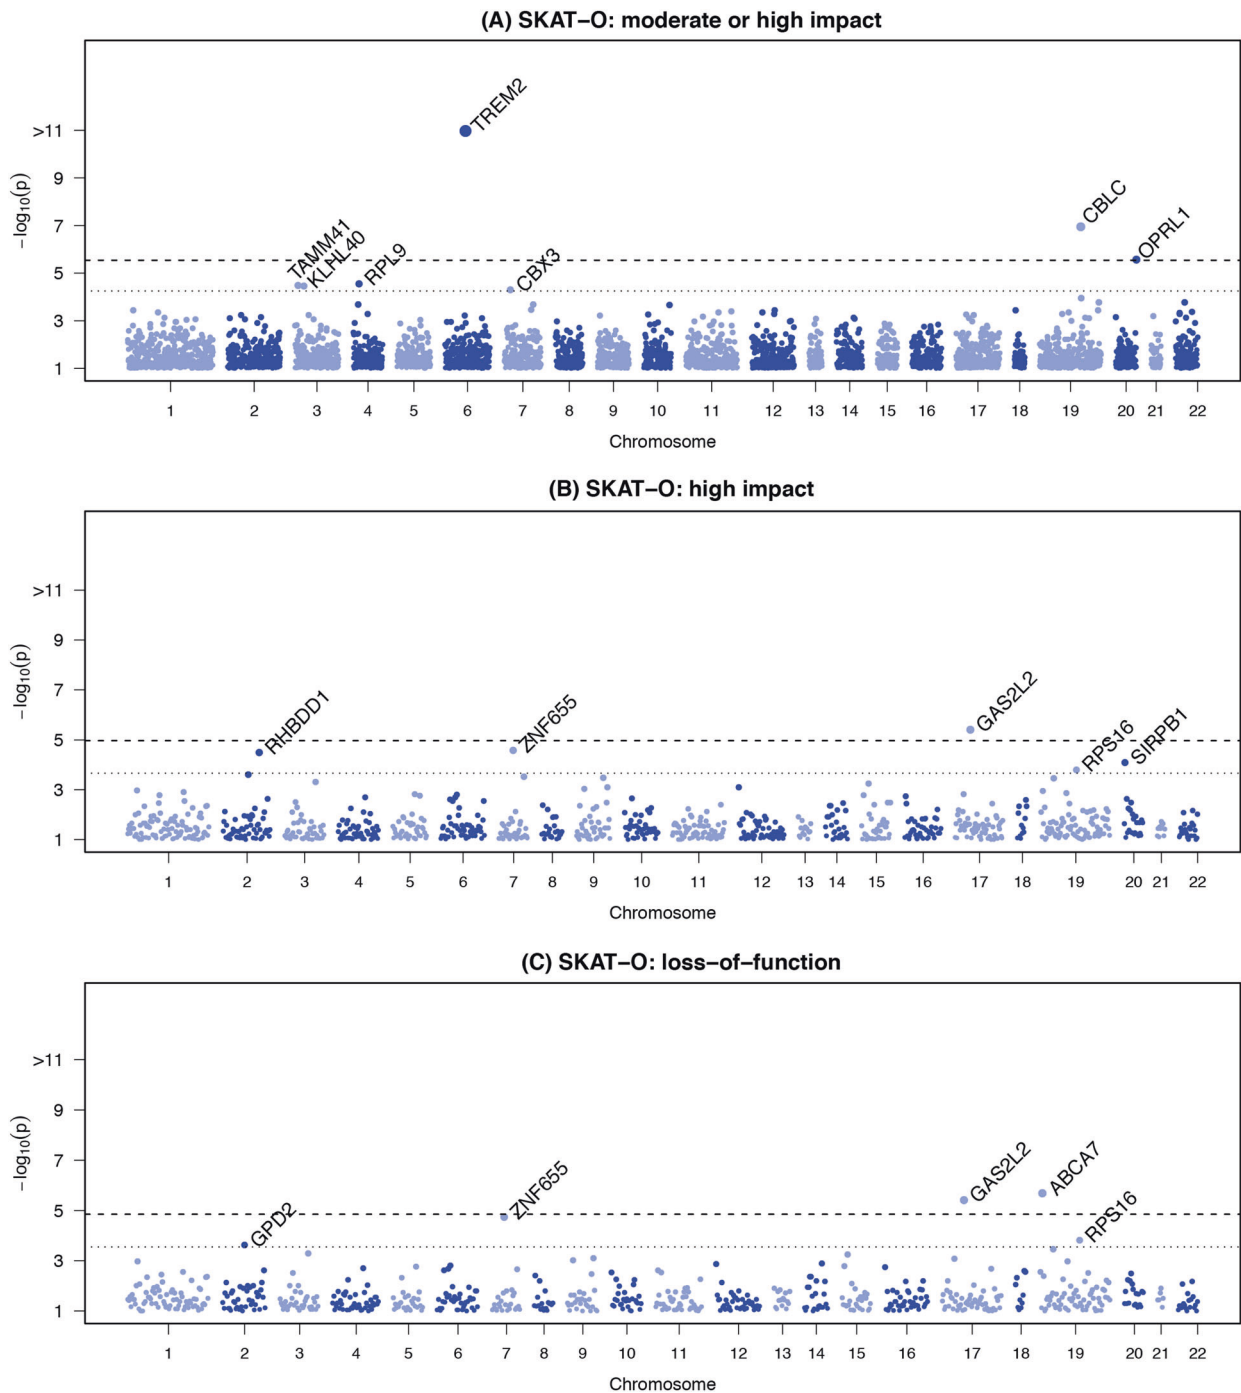 (A) SKAT–O: moderate or high impact
>11
9
7
5
3
1
−log10(p)
TREM2
CBLC
OPRL1
TAMM41
KLHL40
RPL9
CBX3
1 2 3 4 5 6 7 8 9 10 11 12 13 14 15 16 17 18 19 20 21 22
Chromosome
(B) SKAT–O: high impact
>11
9
7
5
3
1
−log10(p)
RHBDD1
ZNF655
GAS2L2
RPS16
SIRPB1
1 2 3 4 5 6 7 8 9 10 11 12 13 14 15 16 17 18 19 20 21 22
Chromosome
(C) SKAT–O: loss–of–function
>11
9
7
5
3
1
−log10(p)
GPD2
ZNF655
GAS2L2
ABCA7
RPS16
1 2 3 4 5 6 7 8 9 10 11 12 13 14 15 16 17 18 19 20 21 22
Chromosome